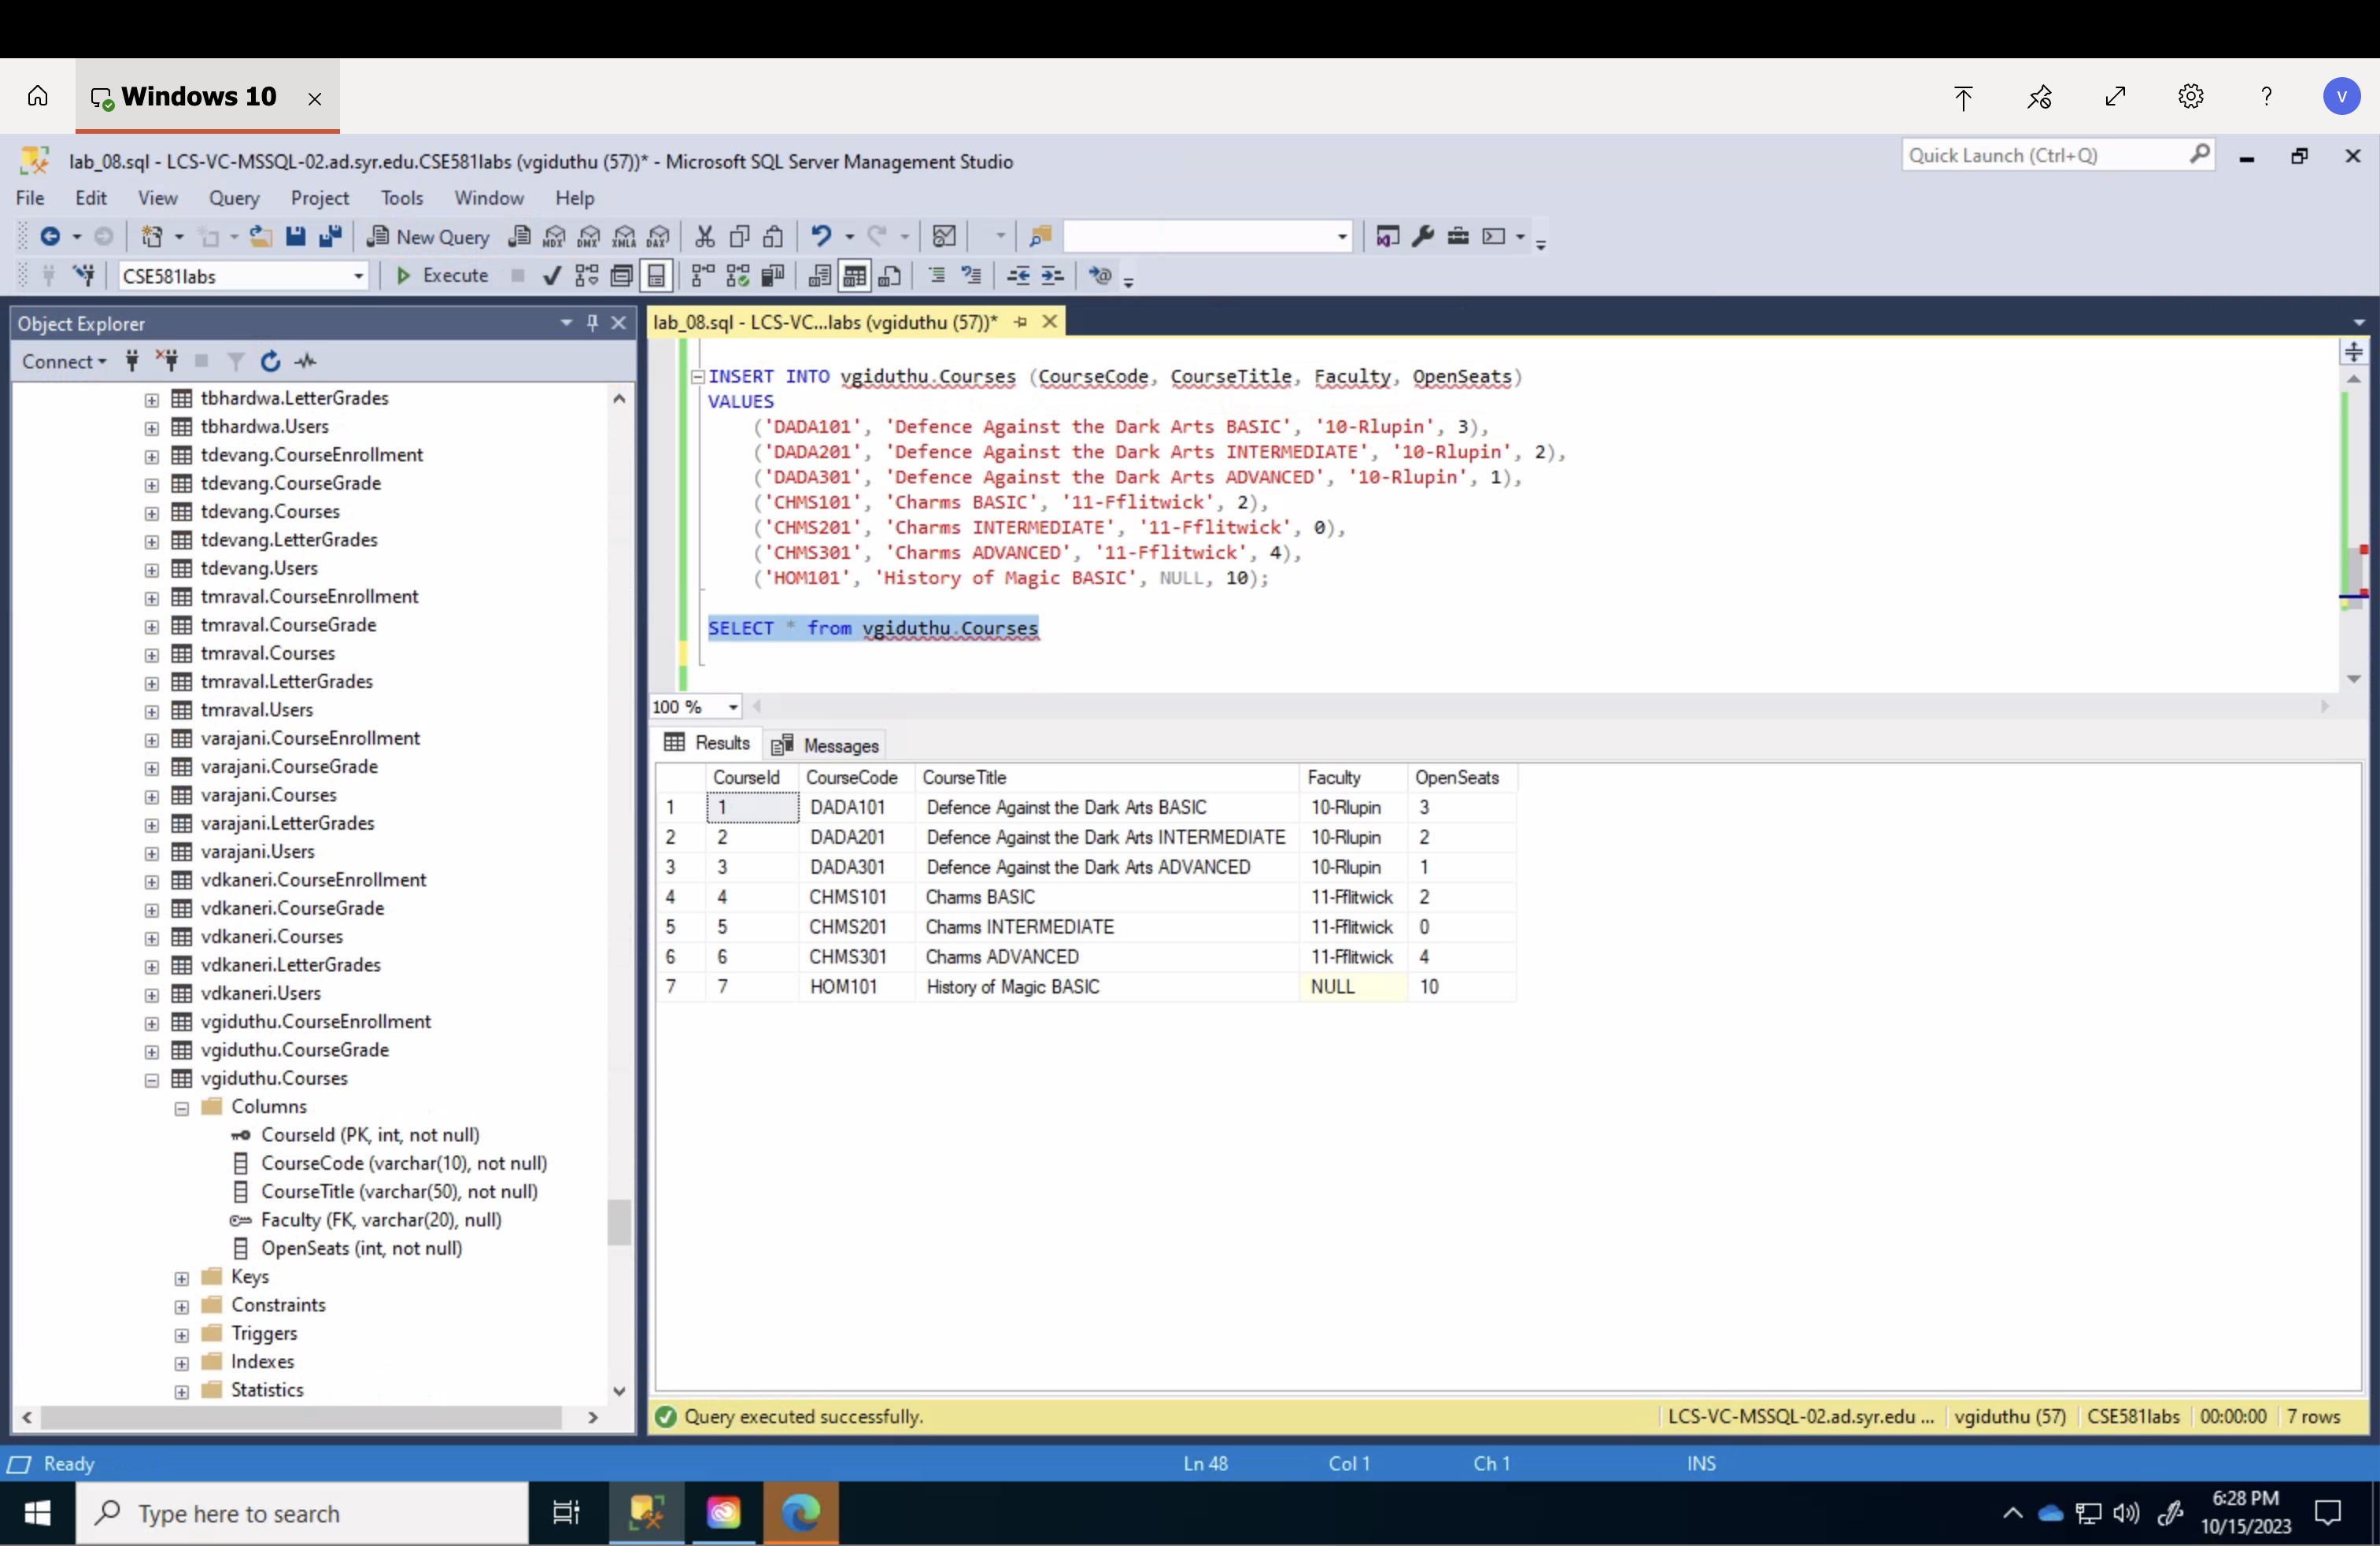 Windows 10
V
lab_08.sql - LCS-VC-MSSQL-02.ad.syr.edu.CSE581labs (vgiduthu (57))* - Microsoft SQL Server Management Studio
Quick Launch (Ctrl+Q)
File Edit View Query Project Tools Window Help
New Query MDX DMX XMLA DAX
CSE581labs Execute
Object Explorer
Connect
tbhardwa.LetterGrades
tbhardwa.Users
tdevang.CourseEnrollment
tdevang.CourseGrade
tdevang.Courses
tdevang.LetterGrades
tdevang.Users
tmraval.CourseEnrollment
tmraval.CourseGrade
tmraval.Courses
tmraval.LetterGrades
tmraval.Users
varajani.CourseEnrollment
varajani.CourseGrade
varajani.Courses
varajani.LetterGrades
varajani.Users
vdkaneri.CourseEnrollment
vdkaneri.CourseGrade
vdkaneri.Courses
vdkaneri.LetterGrades
vdkaneri.Users
vgiduthu.CourseEnrollment
vgiduthu.CourseGrade
vgiduthu.Courses
Columns
CourseId (PK, int, not null)
CourseCode (varchar(10), not null)
CourseTitle (varchar(50), not null)
Faculty (FK, varchar(20), null)
OpenSeats (int, not null)
Keys
Constraints
Triggers
Indexes
Statistics
lab_08.sql - LCS-VC...labs (vgiduthu (57))*
INSERT INTO vgiduthu.Courses (CourseCode, CourseTitle, Faculty, OpenSeats)
VALUES
('DADA101', 'Defence Against the Dark Arts BASIC', '10-Rlupin', 3),
('DADA201', 'Defence Against the Dark Arts INTERMEDIATE', '10-Rlupin', 2),
('DADA301', 'Defence Against the Dark Arts ADVANCED', '10-Rlupin', 1),
('CHMS101', 'Charms BASIC', '11-Fflitwick', 2),
('CHMS201', 'Charms INTERMEDIATE', '11-Fflitwick', 0),
('CHMS301', 'Charms ADVANCED', '11-Fflitwick', 4),
('HOM101', 'History of Magic BASIC', NULL, 10);
SELECT * from vgiduthu.Courses
100 %
Results Messages
CourseId CourseCode CourseTitle Faculty OpenSeats
1 1 DADA101 Defence Against the Dark Arts BASIC 10-Rlupin 3
2 2 DADA201 Defence Against the Dark Arts INTERMEDIATE 10-Rlupin 2
3 3 DADA301 Defence Against the Dark Arts ADVANCED 10-Rlupin 1
4 4 CHMS101 Charms BASIC 11-Fflitwick 2
5 5 CHMS201 Charms INTERMEDIATE 11-Fflitwick 0
6 6 CHMS301 Charms ADVANCED 11-Fflitwick 4
7 7 HOM101 History of Magic BASIC NULL 10
Query executed successfully. LCS-VC-MSSQL-02.ad.syr.edu ... vgiduthu (57) CSE581labs 00:00:00 7 rows
Ready Ln 48 Col 1 Ch 1 INS
Type here to search
6:28 PM
10/15/2023